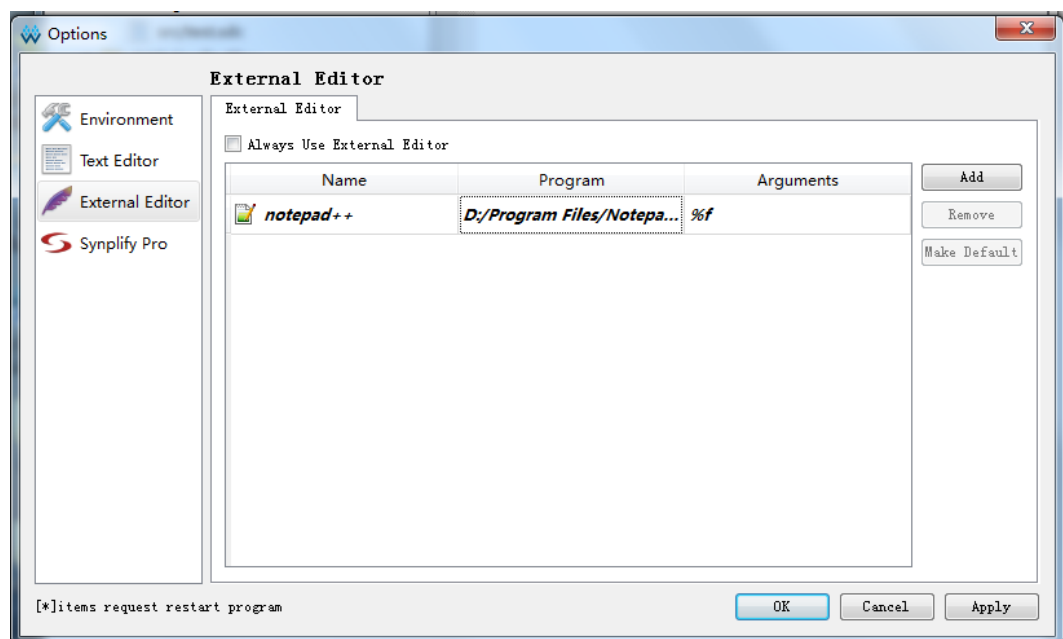 Options
External Editor
Environment
Text Editor
External Editor
Synplify Pro
External Editor
Always Use External Editor
Name Program Arguments
notepad++ D:/Program Files/Notepa... %f
Add
Remove
Make Default
[*]items request restart program
OK Cancel Apply